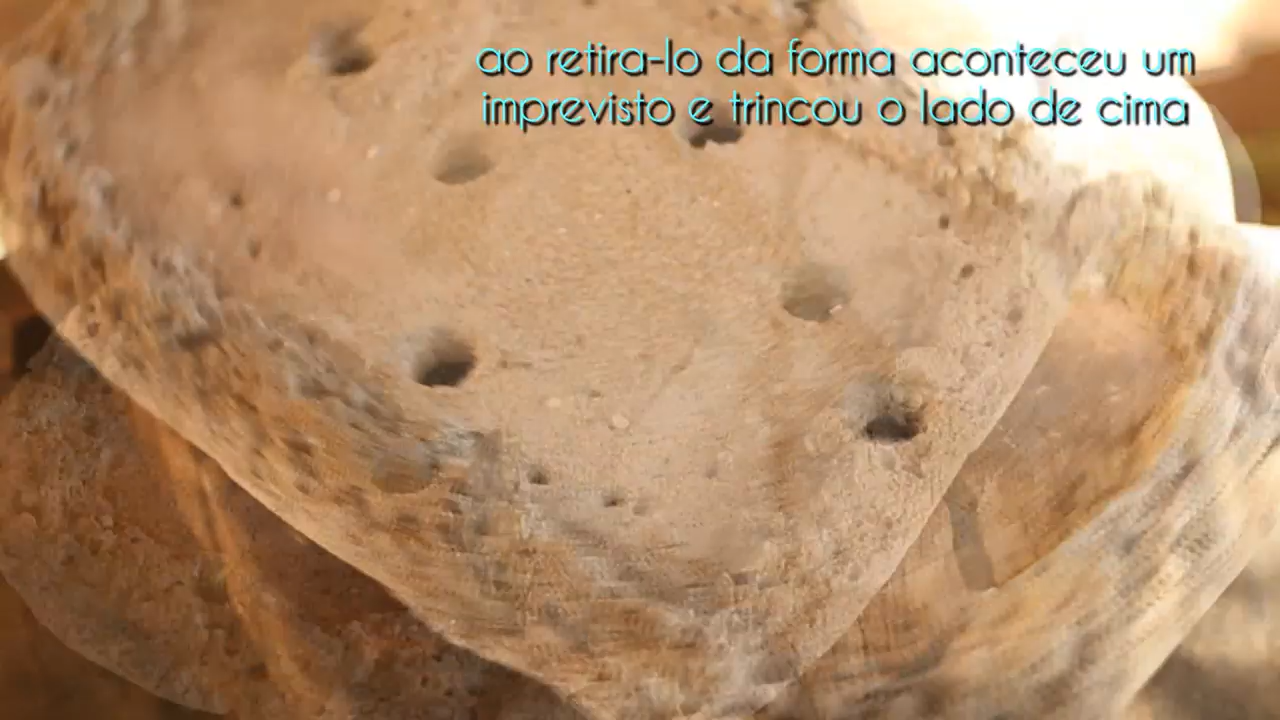 ao retira-lo da forma aconteceu um
imprevisto e trincou o lado de cima